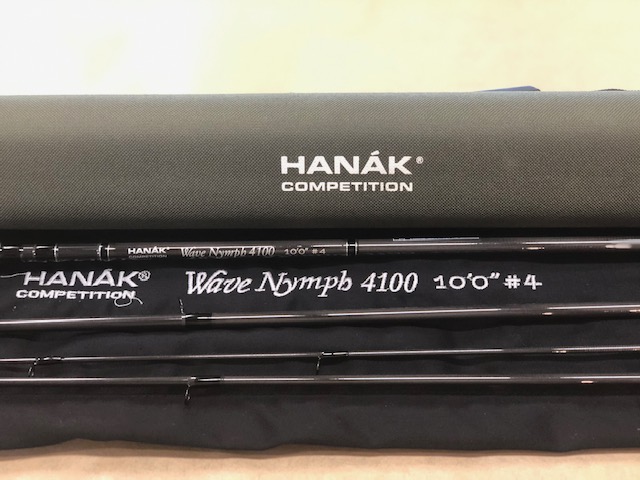 HANÁK®
COMPETITION
HANÁK® Wave Nymph 4100 10'0" #4
COMPETITION
HANÁK® Wave Nymph 4100 10'0" #4
COMPETITION